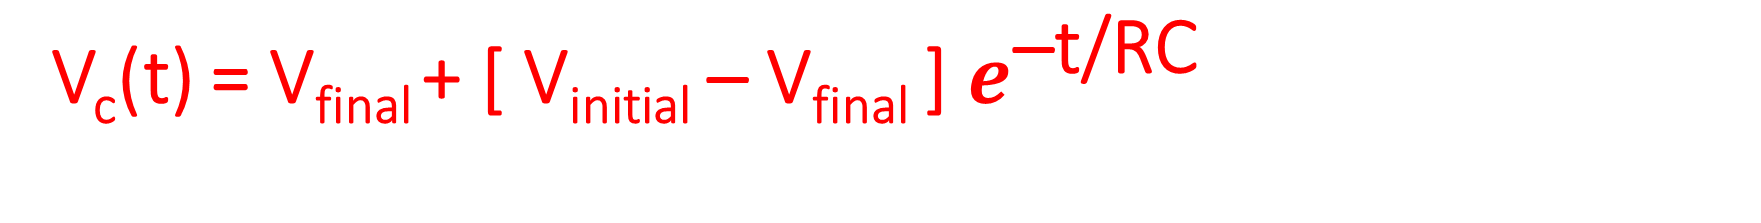 Vc(t) = Vfinal + [ Vinitial – Vfinal ] e–t/RC